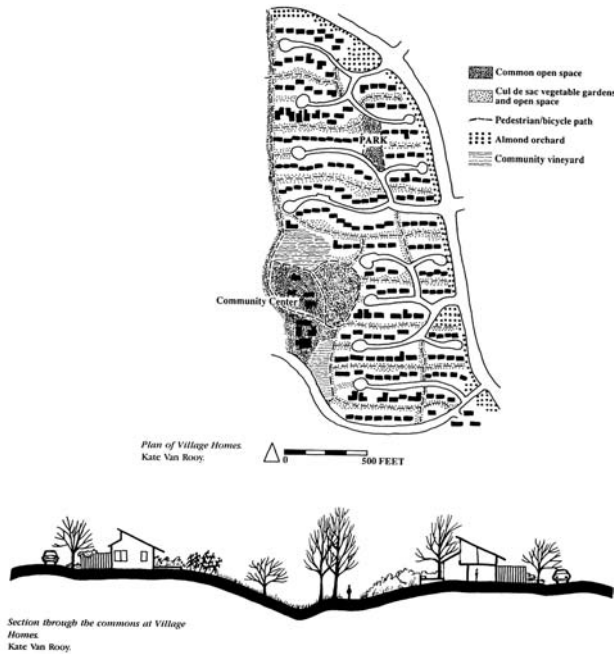 Common open space
Cul de sac vegetable gardens
and open space
Pedestrian/bicycle path
PARK
Almond orchard
Community vineyard
Community Center
Plan of Village Homes.
Kate Van Rooy.
0
500 FEET
Section through the commons at Village
Homes.
Kate Van Rooy.